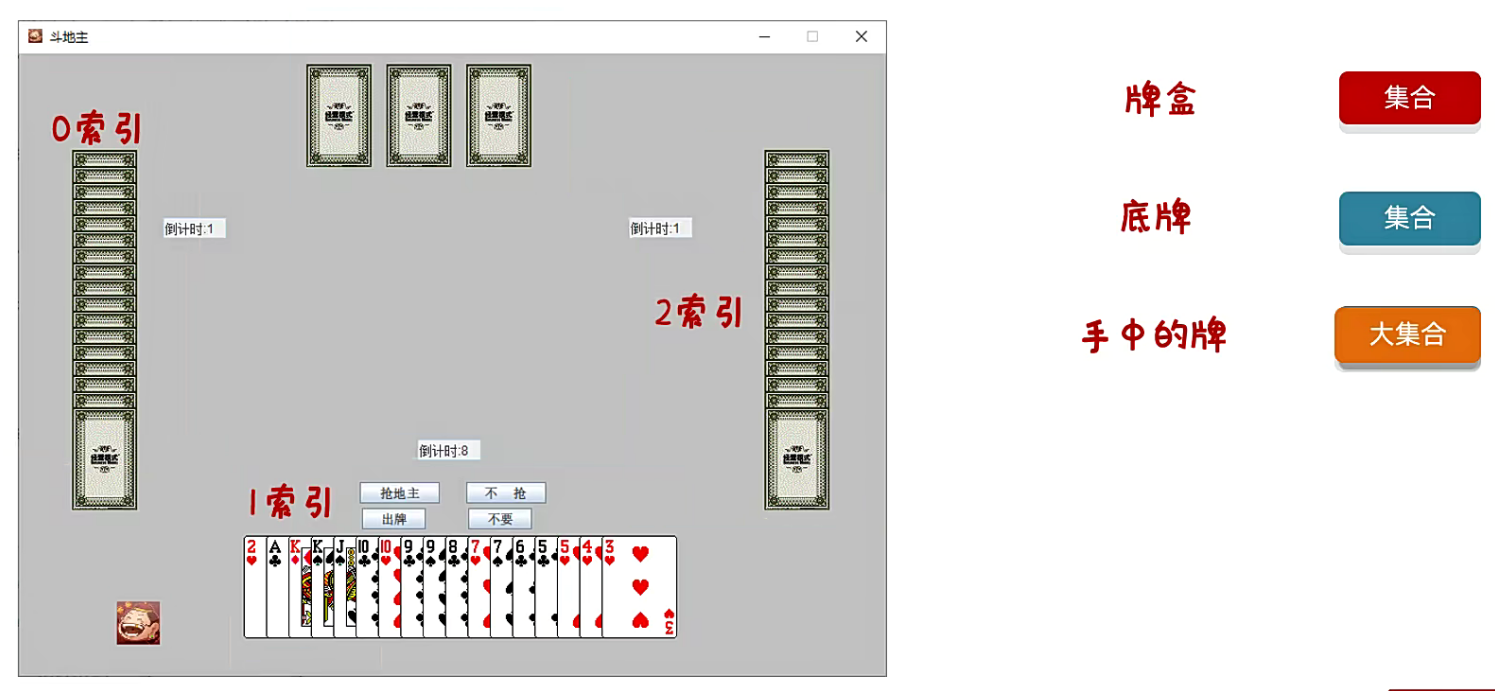 斗地主
牌盒 集合
0索引
底牌 集合
倒计时:1
倒计时:1
2索引
手中的牌 大集合
倒计时:8
1索引
抢地主 不 抢
出牌 不要
2 A K K J 10 10 9 9 8 7 7 6 5 5 4 3
3